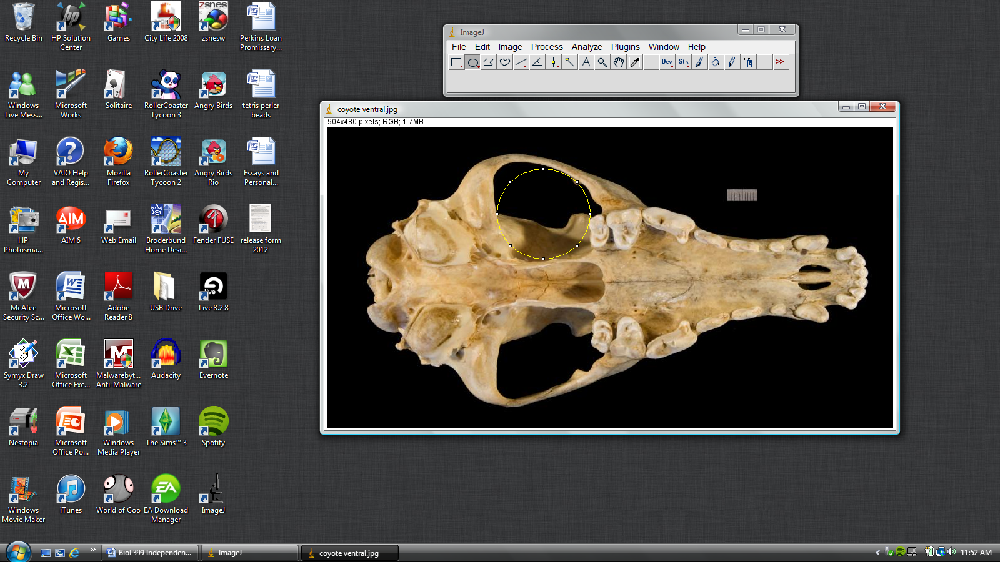 Recycle Bin
HP Solution
Center
Games
City Life 2008
zsnes
zsnesw
Perkins Loan
Promissary...
Windows
Live Mess...
Microsoft
Works
Solitaire
RollerCoaster
Tycoon 3
Angry Birds
tetris perler
beads
My
Computer
VAIO Help
and Regis...
Mozilla
Firefox
RollerCoaster
Tycoon 2
Angry Birds
Rio
Essays and
Personal...
HP
Photosma...
AIM
AIM 6
Web Email
Broderbund
Home Desi...
Fender FUSE
release form
2012
McAfee
Security Sc...
Microsoft
Office Wo...
Adobe
Reader 8
USB Drive
live
Live 8.2.8
Symyx Draw
3.2
Microsoft
Office Exc...
Malwarebyt...
Anti-Malware
Audacity
Evernote
Nestopia
Microsoft
Office Po...
Windows
Media Player
The Sims™ 3
Spotify
Windows
Movie Maker
iTunes
World of Goo
EA
EA Download
Manager
ImageJ
ImageJ
File Edit Image Process Analyze Plugins Window Help
A Dev Stk >>
coyote ventral.jpg
904x480 pixels; RGB; 1.7MB
Biol 399 Independen...
ImageJ
coyote ventral.jpg
11:52 AM